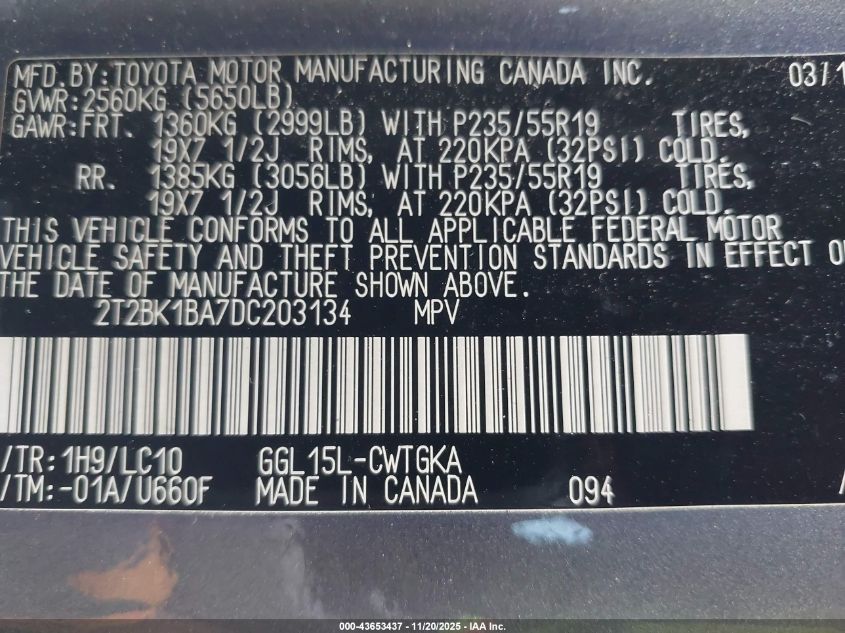 MFD.BY:TOYOTA MOTOR MANUFACTURING CANADA INC. 03/1
GVWR:2560KG (5650LB)
GAWR:FRT. 1360KG (2999LB) WITH P235/55R19 TIRES,
19X7 1/2J RIMS, AT 220KPA (32PSI) COLD.
RR. 1385KG (3056LB) WITH P235/55R19 TIRES,
19X7 1/2J RIMS, AT 220KPA (32PSI) COLD.
THIS VEHICLE CONFORMS TO ALL APPLICABLE FEDERAL MOTOR
VEHICLE SAFETY AND THEFT PREVENTION STANDARDS IN EFFECT O
THE DATE OF MANUFACTURE SHOWN ABOVE.
2T2BK1BA7DC203134 MPV
/TR:1H9/LC10 GGL15L-CWTGKA
/TM:-01A/U660F MADE IN CANADA 094 /
000-43653437 - 11/20/2025 - IAA Inc.